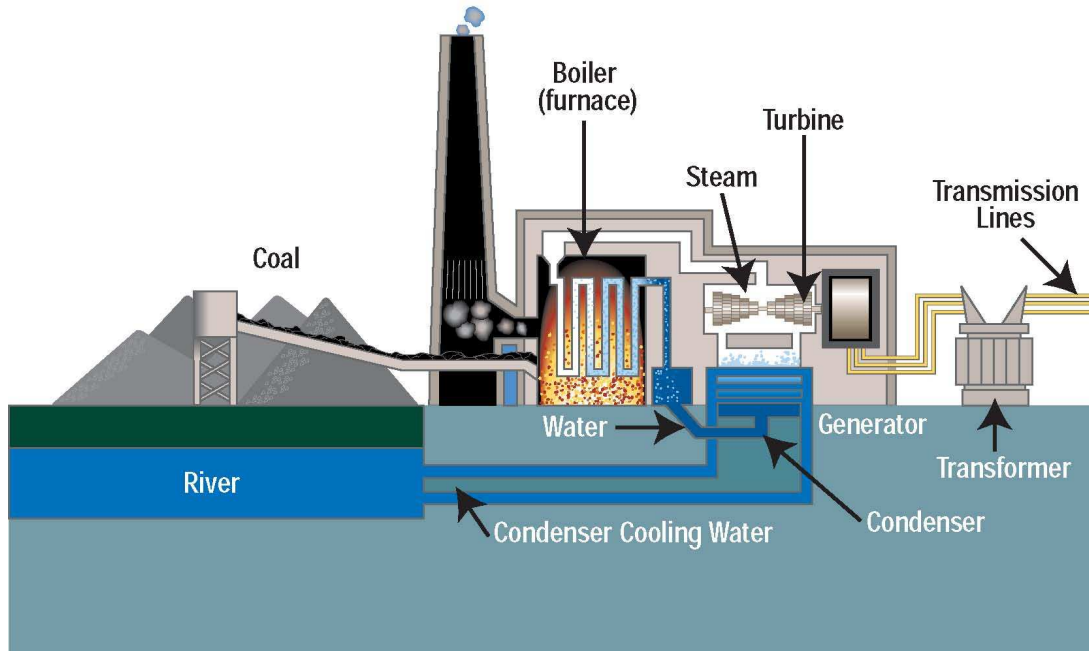 Boiler
(furnace)
Turbine
Steam
Transmission
Lines
Coal
Water
Generator
River
Transformer
Condenser Cooling Water
Condenser